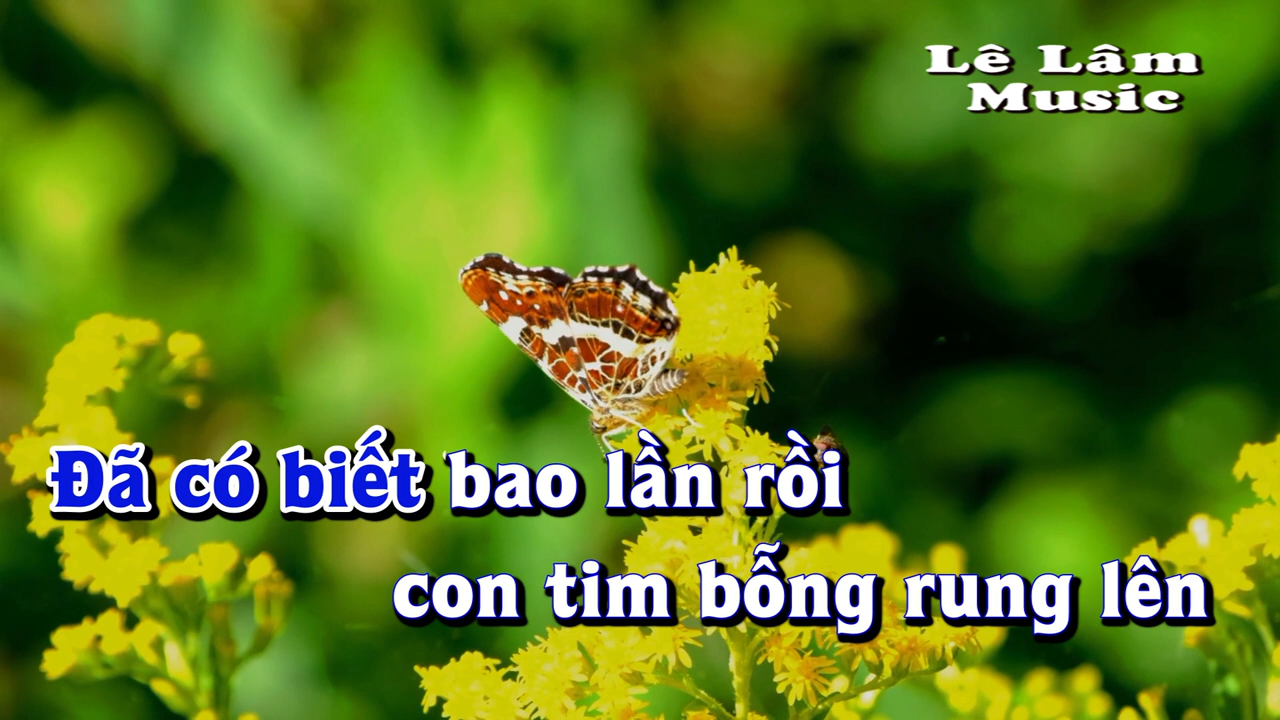 Lê Lâm
Music
Đã có biết bao lần rồi
con tim bỗng rung lên